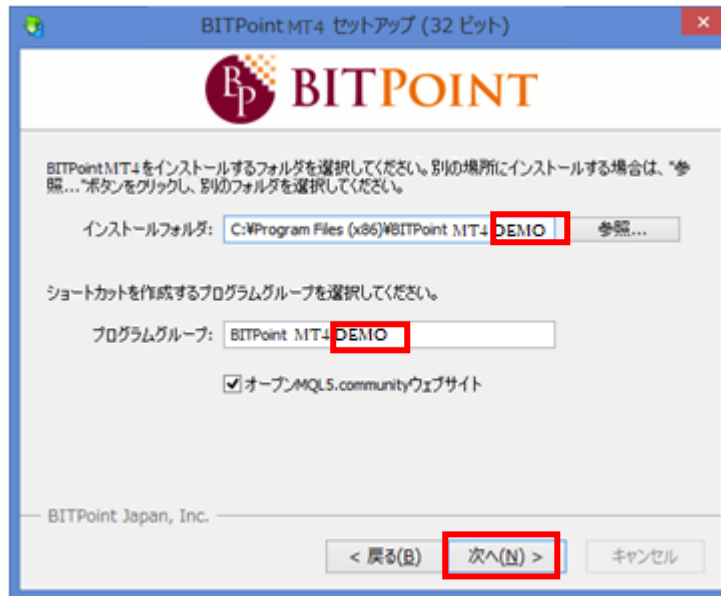 BITPoint MT4 セットアップ (32 ビット)
BP BITPOINT
BITPointMT4をインストールするフォルダを選択してください。別の場所にインストールする場合は、"参
照..."ボタンをクリックし、別のフォルダを選択してください。
インストールフォルダ: C:¥Program Files (x86)¥BITPoint MT4 DEMO 参照...
ショートカットを作成するプログラムグループを選択してください。
プログラムグループ: BITPoint MT4 DEMO
オープンMQL5.communityウェブサイト
BITPoint Japan, Inc.
< 戻る(B) 次へ(N) > キャンセル